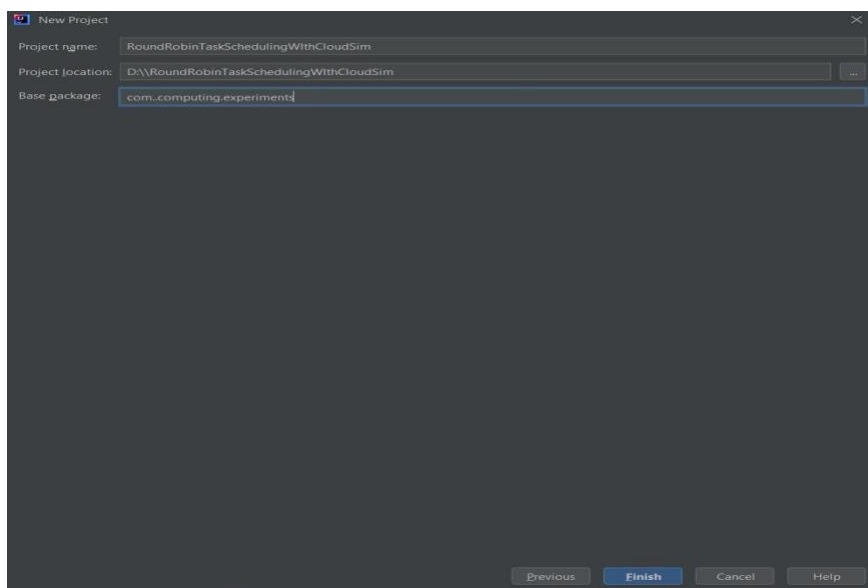 New Project
Project name: RoundRobinTaskSchedulingWIthCloudSim
Project location: D:\\RoundRobinTaskSchedulingWIthCloudSim ...
Base package: com..computing.experiments
Previous Finish Cancel Help